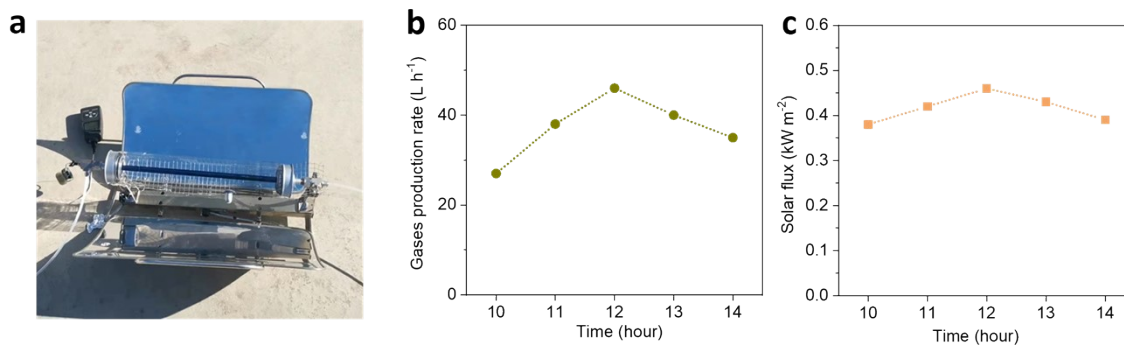 a
b
Gases production rate (L h⁻¹)
60
40
20
0
10 11 12 13 14
Time (hour)
c
Solar flux (kW m⁻²)
0.6
0.5
0.4
0.3
0.2
0.1
0.0
10 11 12 13 14
Time (hour)